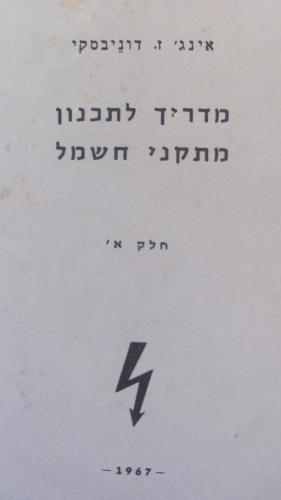 אינג' ז. דוניבסקי
מדריך לתכנון
מתקני חשמל
חלק א'
–1967–